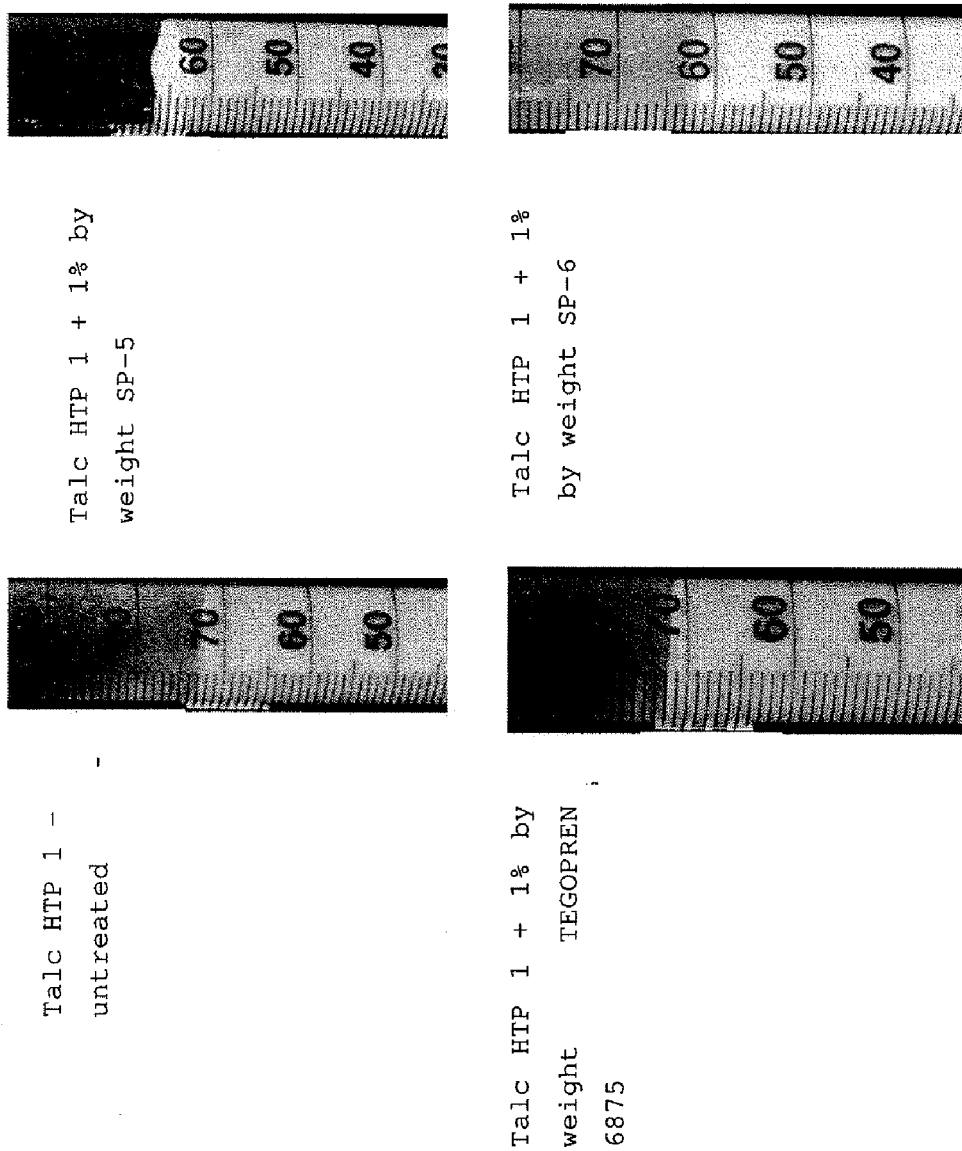 Talc HTP 1 –
untreated -
70
60
50
Talc HTP 1 + 1% by
weight SP-5
60
50
40
Talc HTP 1 + 1% by
weight TEGOPREN
6875
70
60
50
Talc HTP 1 + 1%
by weight SP-6
70
60
50
40